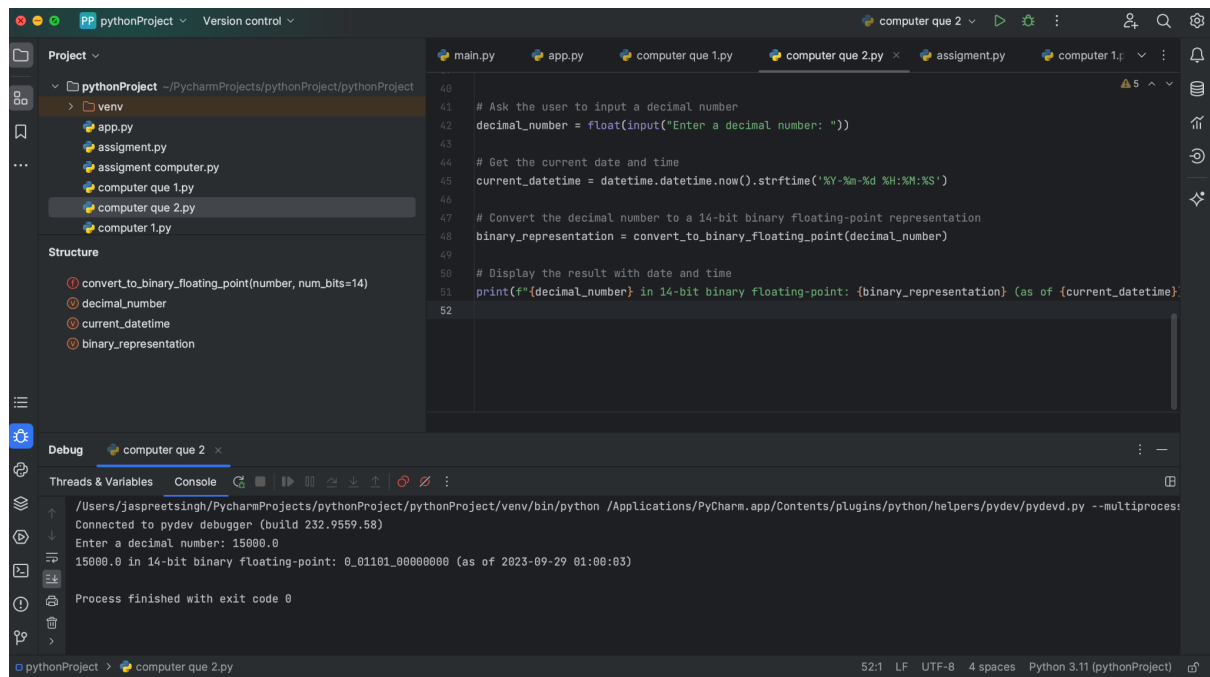 PP pythonProject Version control computer que 2
Project
pythonProject ~/PycharmProjects/pythonProject/pythonProject
venv
app.py
assigment.py
assigment computer.py
computer que 1.py
computer que 2.py
computer 1.py
Structure
convert_to_binary_floating_point(number, num_bits=14)
decimal_number
current_datetime
binary_representation
main.py app.py computer que 1.py computer que 2.py assigment.py computer 1.p
5
40
41 # Ask the user to input a decimal number
42 decimal_number = float(input("Enter a decimal number: "))
43
44 # Get the current date and time
45 current_datetime = datetime.datetime.now().strftime('%Y-%m-%d %H:%M:%S')
46
47 # Convert the decimal number to a 14-bit binary floating-point representation
48 binary_representation = convert_to_binary_floating_point(decimal_number)
49
50 # Display the result with date and time
51 print(f"{decimal_number} in 14-bit binary floating-point: {binary_representation} (as of {current_datetime}
52
Debug computer que 2
Threads & Variables Console
/Users/jaspreetsingh/PycharmProjects/pythonProject/pythonProject/venv/bin/python /Applications/PyCharm.app/Contents/plugins/python/helpers/pydev/pydevd.py --multiprocess
Connected to pydev debugger (build 232.9559.58)
Enter a decimal number: 15000.0
15000.0 in 14-bit binary floating-point: 0_01101_00000000 (as of 2023-09-29 01:00:03)
Process finished with exit code 0
pythonProject > computer que 2.py 52:1 LF UTF-8 4 spaces Python 3.11 (pythonProject)